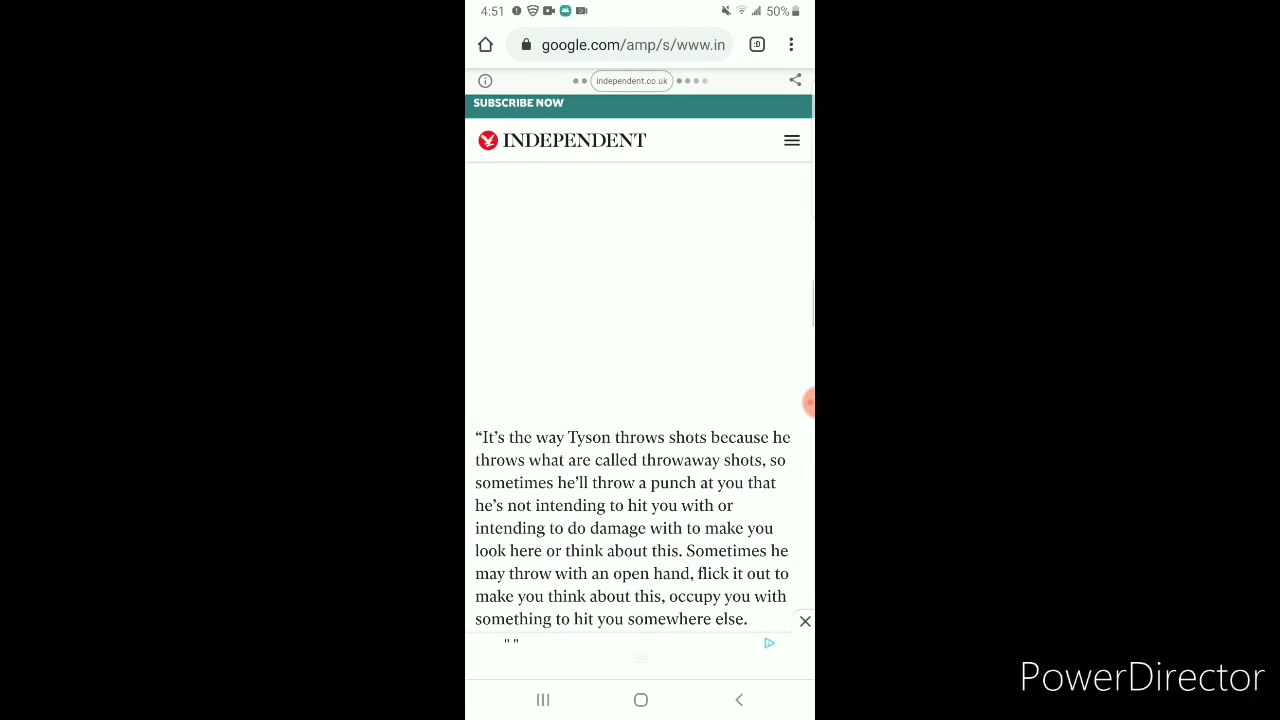 4:51 50%
google.com/amp/s/www.in :D
independent.co.uk
SUBSCRIBE NOW
INDEPENDENT
“It’s the way Tyson throws shots because he
throws what are called throwaway shots, so
sometimes he’ll throw a punch at you that
he’s not intending to hit you with or
intending to do damage with to make you
look here or think about this. Sometimes he
may throw with an open hand, flick it out to
make you think about this, occupy you with
something to hit you somewhere else.
" "
PowerDirector